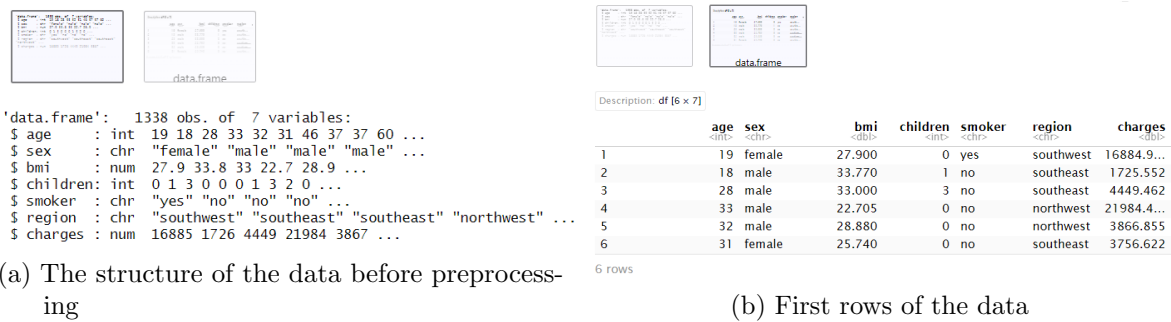 data.frame
'data.frame':   1338 obs. of  7 variables:
 $ age     : int  19 18 28 33 32 31 46 37 37 60 ...
 $ sex     : chr  "female" "male" "male" "male" ...
 $ bmi     : num  27.9 33.8 33 22.7 28.9 ...
 $ children: int  0 1 3 0 0 0 1 3 2 0 ...
 $ smoker  : chr  "yes" "no" "no" "no" ...
 $ region  : chr  "southwest" "southeast" "southeast" "northwest" ...
 $ charges : num  16885 1726 4449 21984 3867 ...
(a) The structure of the data before preprocess-
ing
data.frame
Description: df [6 × 7]
age sex bmi children smoker region charges
<int> <chr> <dbl> <int> <chr> <chr> <dbl>
1 19 female 27.900 0 yes southwest 16884.9...
2 18 male 33.770 1 no southeast 1725.552
3 28 male 33.000 3 no southeast 4449.462
4 33 male 22.705 0 no northwest 21984.4...
5 32 male 28.880 0 no northwest 3866.855
6 31 female 25.740 0 no southeast 3756.622
6 rows
(b) First rows of the data